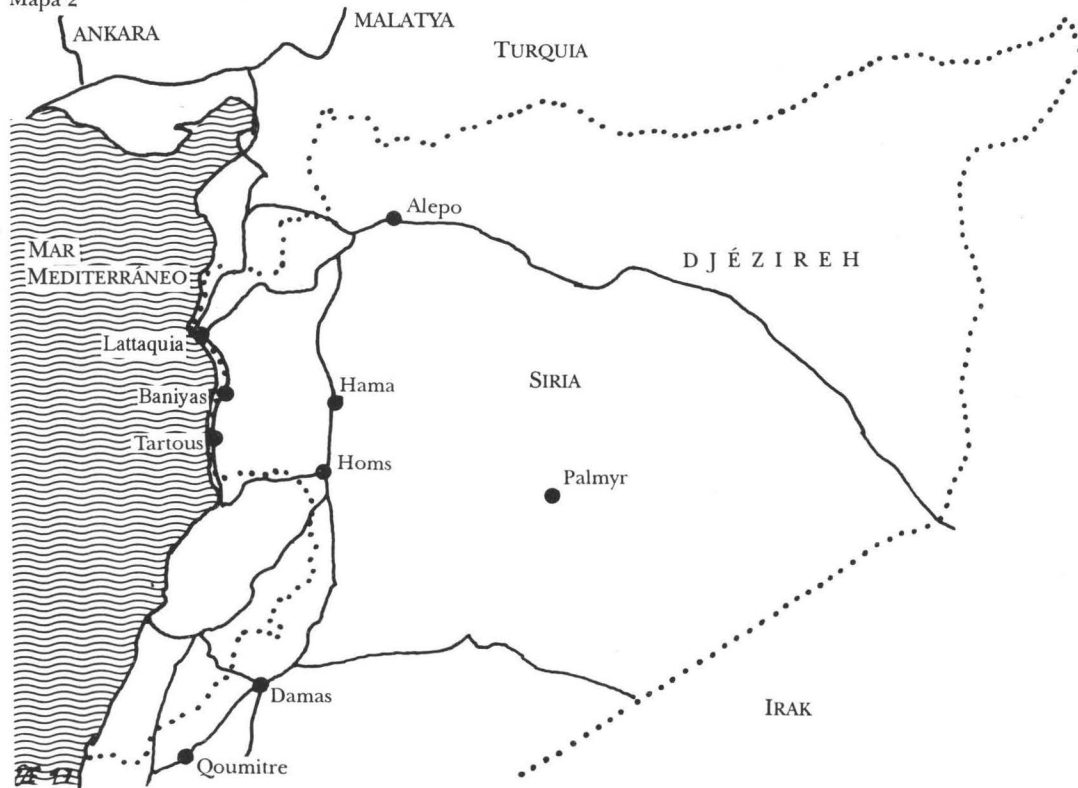 Mapa 2
ANKARA
MALATYA
TURQUIA
Alepo
MAR
MEDITERRÁNEO
DJÉZIREH
Lattaquia
SIRIA
Baniyas
Hama
Tartous
Homs
Palmyr
Damas
IRAK
Qoumitre